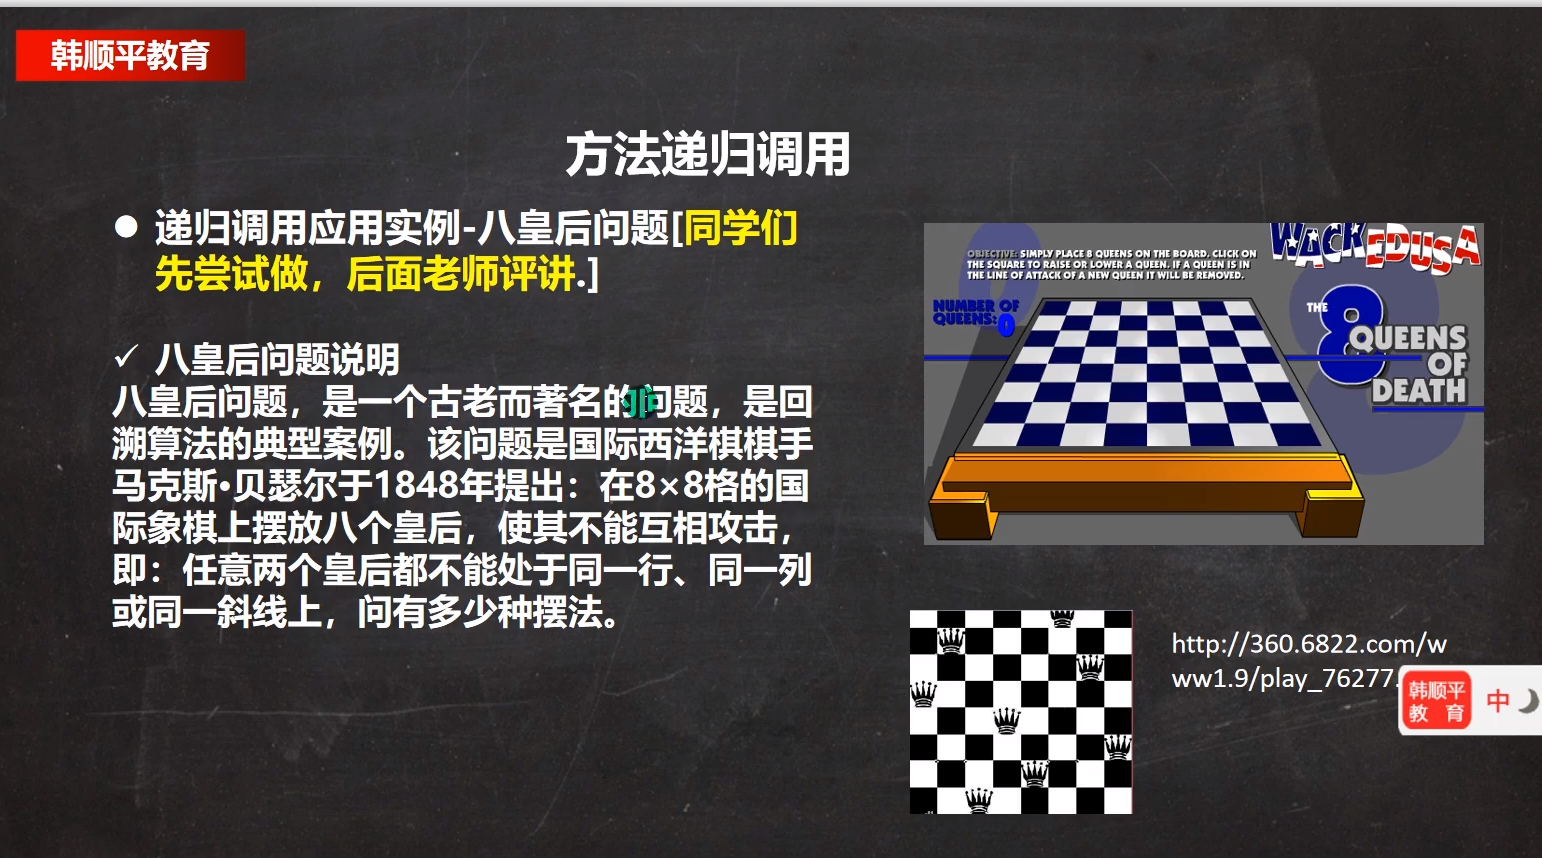 韩顺平教育
方法递归调用
● 递归调用应用实例-八皇后问题[同学们
先尝试做，后面老师评讲.]
✓ 八皇后问题说明
八皇后问题，是一个古老而著名的问题，是回
溯算法的典型案例。该问题是国际西洋棋棋手
马克斯•贝瑟尔于1848年提出：在8×8格的国
际象棋上摆放八个皇后，使其不能互相攻击，
即：任意两个皇后都不能处于同一行、同一列
或同一斜线上，问有多少种摆法。
WACKEDUSA
OBJECTIVE: SIMPLY PLACE 8 QUEENS ON THE BOARD. CLICK ON
THE SQUARE TO RAISE OR LOWER A QUEEN. IF A QUEEN IS IN
THE LINE OF ATTACK OF A NEW QUEEN IT WILL BE REMOVED.
NUMBER OF
QUEENS: 0
THE 8
QUEENS
OF
DEATH
http://360.6822.com/w
ww1.9/play_76277.
韩顺平
教 育
中